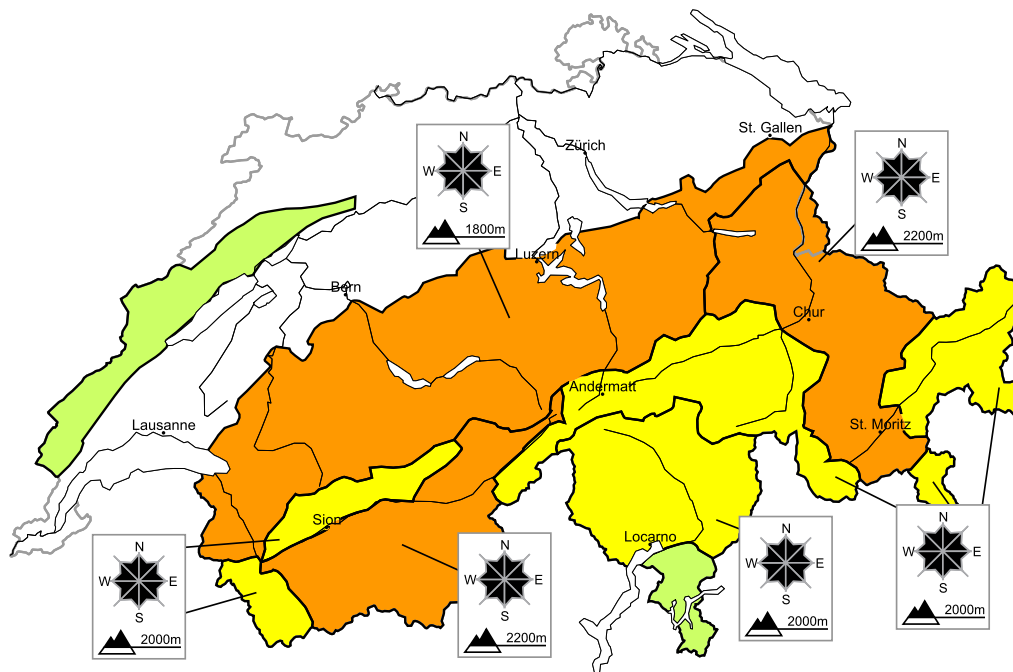 St. Gallen
Zürich
N
W E
S
1800m
N
W E
S
2200m
Luzern
Bern
Chur
Andermatt
Lausanne
St. Moritz
Sion
Locarno
N
W E
S
2000m
N
W E
S
2200m
N
W E
S
2000m
N
W E
S
2000m